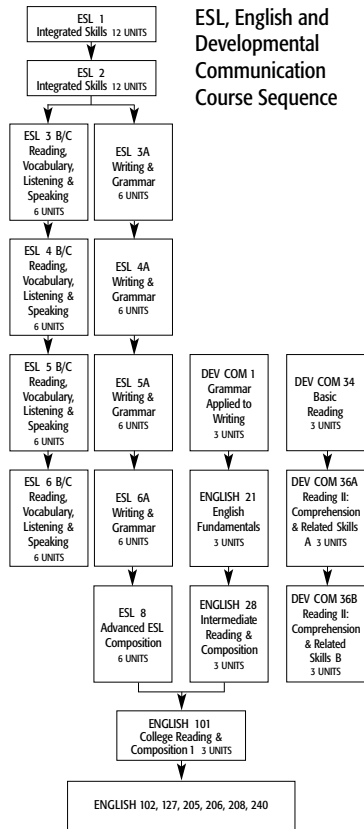 ESL, English and
Developmental
Communication
Course Sequence
ESL 1
Integrated Skills 12 UNITS
ESL 2
Integrated Skills 12 UNITS
ESL 3 B/C
Reading,
Vocabulary,
Listening &
Speaking
6 UNITS
ESL 3A
Writing &
Grammar
6 UNITS
ESL 4 B/C
Reading,
Vocabulary,
Listening &
Speaking
6 UNITS
ESL 4A
Writing &
Grammar
6 UNITS
ESL 5 B/C
Reading,
Vocabulary,
Listening &
Speaking
6 UNITS
ESL 5A
Writing &
Grammar
6 UNITS
DEV COM 1
Grammar
Applied to
Writing
3 UNITS
DEV COM 34
Basic
Reading
3 UNITS
ESL 6 B/C
Reading,
Vocabulary,
Listening &
Speaking
6 UNITS
ESL 6A
Writing &
Grammar
6 UNITS
ENGLISH 21
English
Fundamentals
3 UNITS
DEV COM 36A
Reading II:
Comprehension
& Related Skills
A 3 UNITS
ESL 8
Advanced ESL
Composition
6 UNITS
ENGLISH 28
Intermediate
Reading &
Composition
3 UNITS
DEV COM 36B
Reading II:
Comprehension
& Related
Skills B
3 UNITS
ENGLISH 101
College Reading &
Composition 1 3 UNITS
ENGLISH 102, 127, 205, 206, 208, 240